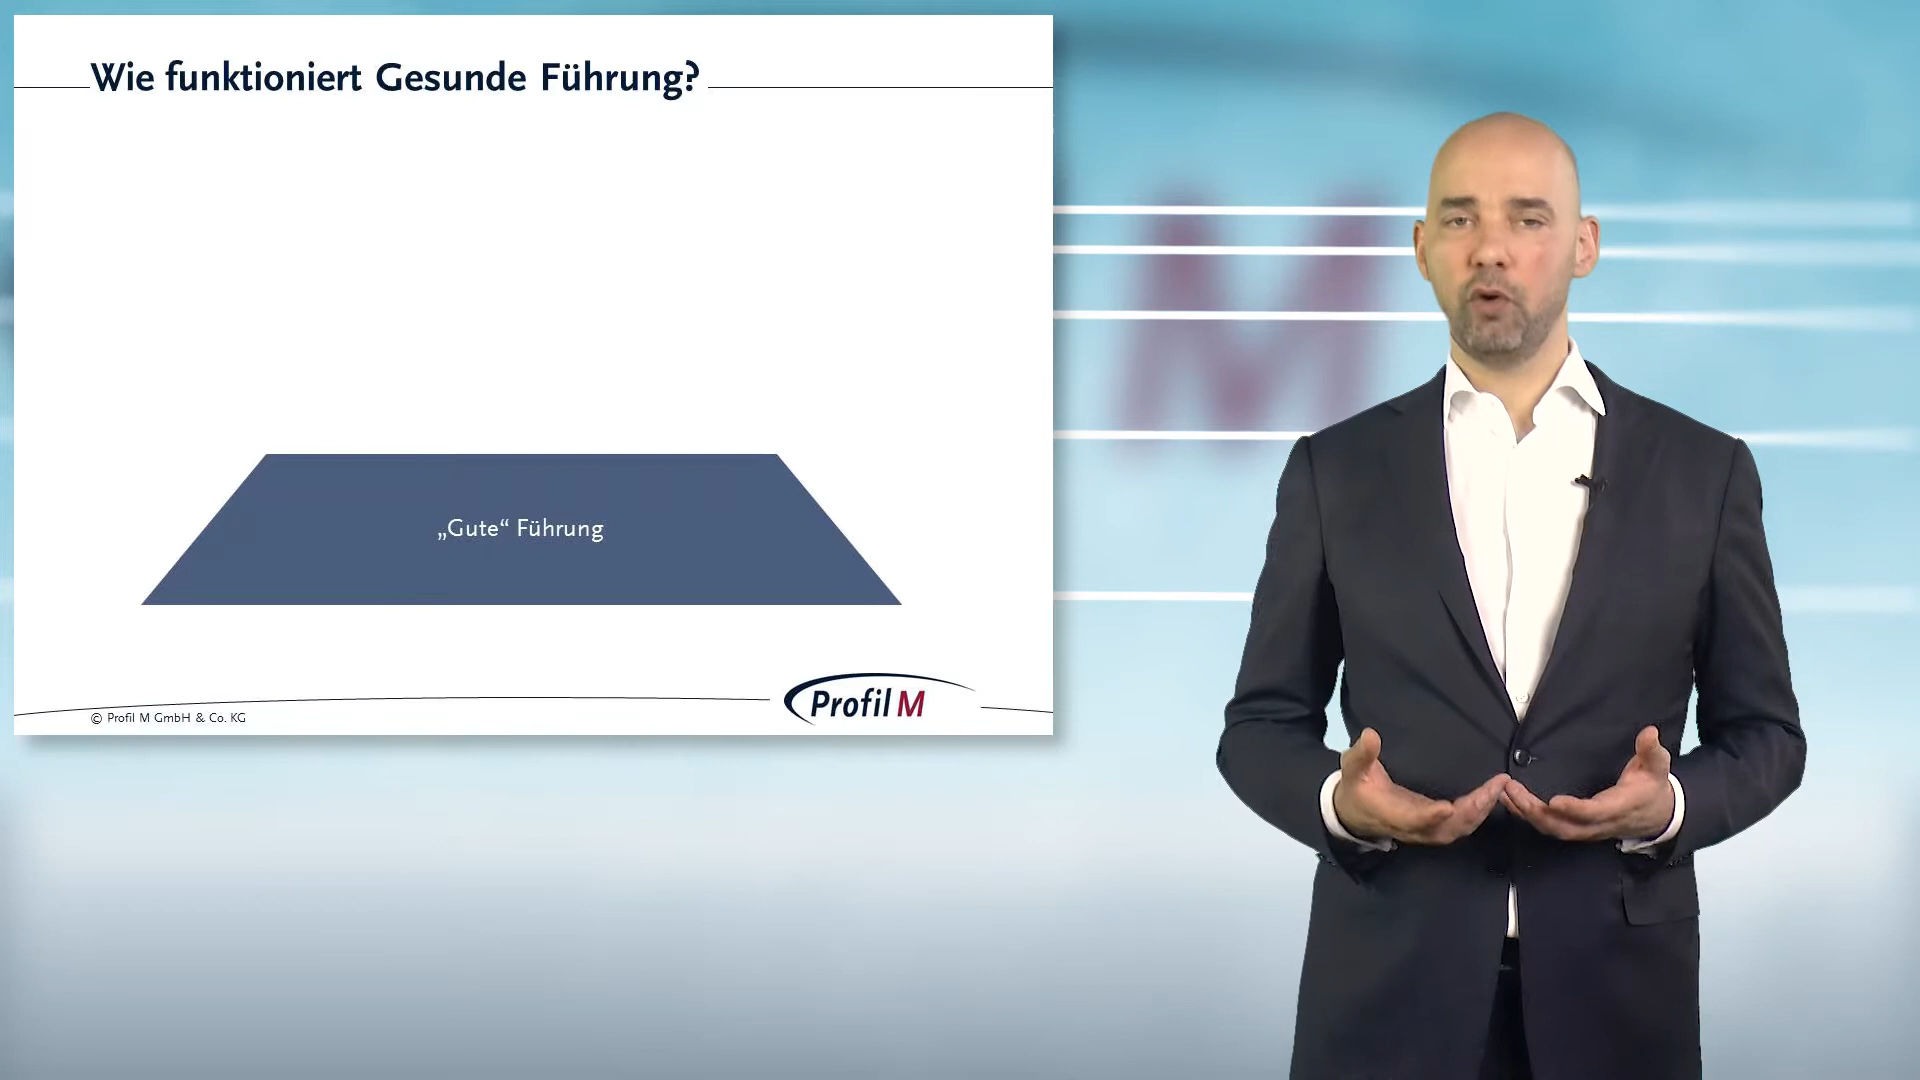 Wie funktioniert Gesunde Führung?
M
„Gute“ Führung
Profil M
© Profil M GmbH & Co. KG